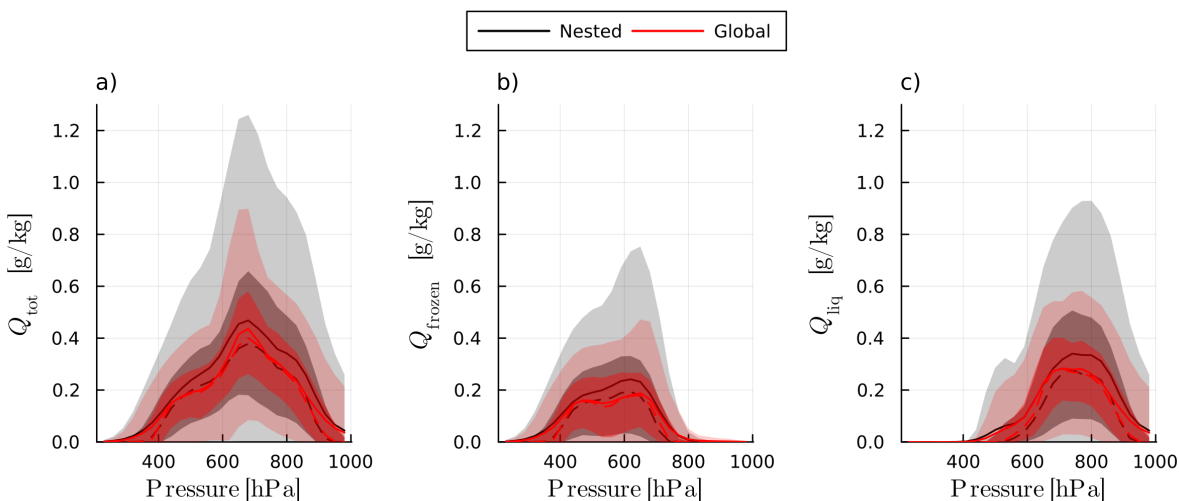 Nested Global
a) b) c)
1.2 1.2 1.2
1.0 1.0 1.0
0.8 0.8 0.8
0.6 0.6 0.6
0.4 0.4 0.4
0.2 0.2 0.2
0.0 0.0 0.0
Q_tot [g/kg] Q_frozen [g/kg] Q_liq [g/kg]
400 600 800 1000 400 600 800 1000 400 600 800 1000
Pressure [hPa] Pressure [hPa] Pressure [hPa]